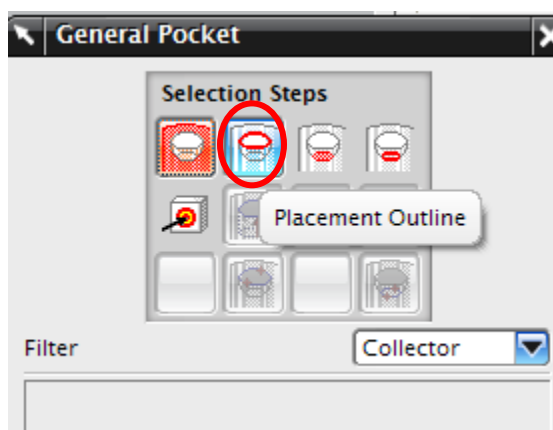 General Pocket
Selection Steps
Placement Outline
Filter
Collector